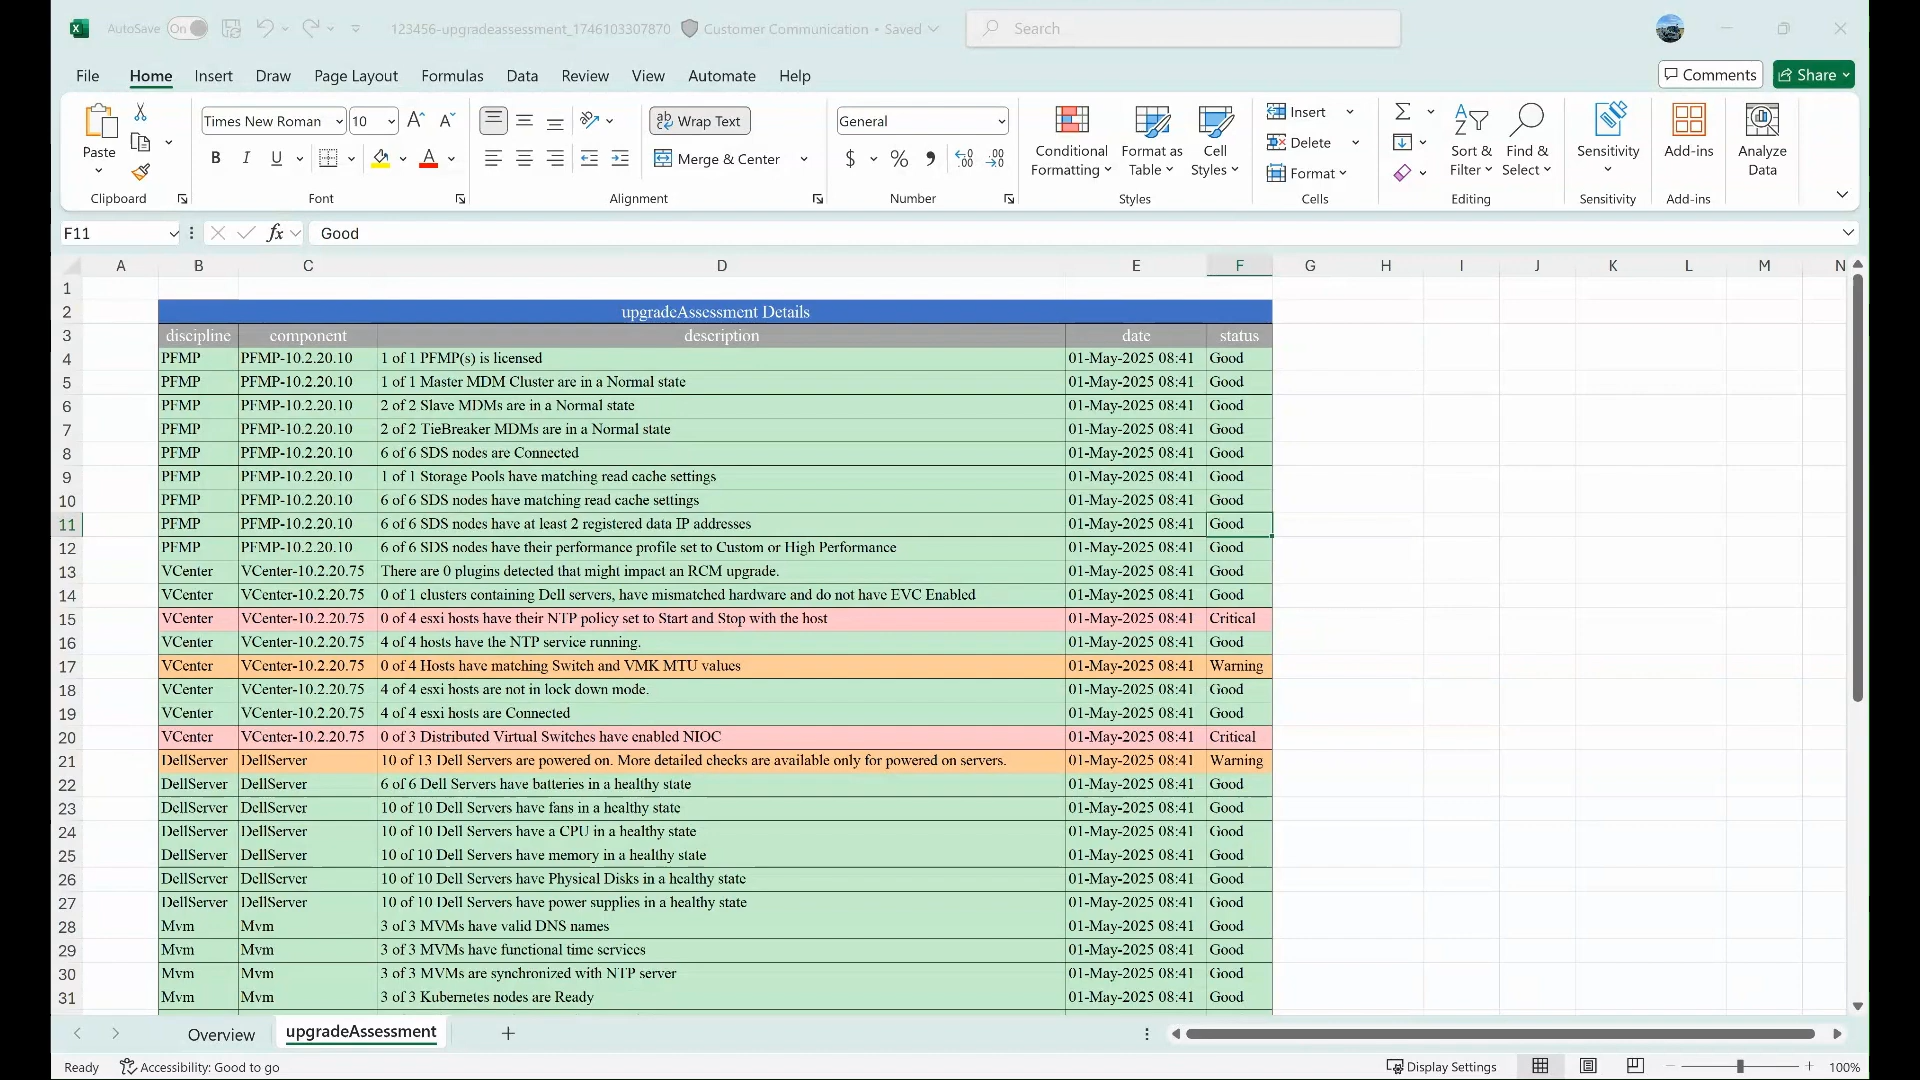 AutoSave On 123456-upgradeassessment_1746103307870 Customer Communication • Saved Search
File Home Insert Draw Page Layout Formulas Data Review View Automate Help Comments Share
Times New Roman 10 Wrap Text General Insert
Paste B I U Merge & Center $ % Conditional Formatting Format as Table Cell Styles Delete Format Sort & Filter Find & Select Sensitivity Add-ins Analyze Data
Clipboard Font Alignment Number Styles Cells Editing Sensitivity Add-ins
F11 fx Good
A B C D E F G H I J K L M N
1
2 upgradeAssessment Details
3 discipline component description date status
4 PFMP PFMP-10.2.20.10 1 of 1 PFMP(s) is licensed 01-May-2025 08:41 Good
5 PFMP PFMP-10.2.20.10 1 of 1 Master MDM Cluster are in a Normal state 01-May-2025 08:41 Good
6 PFMP PFMP-10.2.20.10 2 of 2 Slave MDMs are in a Normal state 01-May-2025 08:41 Good
7 PFMP PFMP-10.2.20.10 2 of 2 TieBreaker MDMs are in a Normal state 01-May-2025 08:41 Good
8 PFMP PFMP-10.2.20.10 6 of 6 SDS nodes are Connected 01-May-2025 08:41 Good
9 PFMP PFMP-10.2.20.10 1 of 1 Storage Pools have matching read cache settings 01-May-2025 08:41 Good
10 PFMP PFMP-10.2.20.10 6 of 6 SDS nodes have matching read cache settings 01-May-2025 08:41 Good
11 PFMP PFMP-10.2.20.10 6 of 6 SDS nodes have at least 2 registered data IP addresses 01-May-2025 08:41 Good
12 PFMP PFMP-10.2.20.10 6 of 6 SDS nodes have their performance profile set to Custom or High Performance 01-May-2025 08:41 Good
13 VCenter VCenter-10.2.20.75 There are 0 plugins detected that might impact an RCM upgrade. 01-May-2025 08:41 Good
14 VCenter VCenter-10.2.20.75 0 of 1 clusters containing Dell servers, have mismatched hardware and do not have EVC Enabled 01-May-2025 08:41 Good
15 VCenter VCenter-10.2.20.75 0 of 4 esxi hosts have their NTP policy set to Start and Stop with the host 01-May-2025 08:41 Critical
16 VCenter VCenter-10.2.20.75 4 of 4 hosts have the NTP service running. 01-May-2025 08:41 Good
17 VCenter VCenter-10.2.20.75 0 of 4 Hosts have matching Switch and VMK MTU values 01-May-2025 08:41 Warning
18 VCenter VCenter-10.2.20.75 4 of 4 esxi hosts are not in lock down mode. 01-May-2025 08:41 Good
19 VCenter VCenter-10.2.20.75 4 of 4 esxi hosts are Connected 01-May-2025 08:41 Good
20 VCenter VCenter-10.2.20.75 0 of 3 Distributed Virtual Switches have enabled NIOC 01-May-2025 08:41 Critical
21 DellServer DellServer 10 of 13 Dell Servers are powered on. More detailed checks are available only for powered on servers. 01-May-2025 08:41 Warning
22 DellServer DellServer 6 of 6 Dell Servers have batteries in a healthy state 01-May-2025 08:41 Good
23 DellServer DellServer 10 of 10 Dell Servers have fans in a healthy state 01-May-2025 08:41 Good
24 DellServer DellServer 10 of 10 Dell Servers have a CPU in a healthy state 01-May-2025 08:41 Good
25 DellServer DellServer 10 of 10 Dell Servers have memory in a healthy state 01-May-2025 08:41 Good
26 DellServer DellServer 10 of 10 Dell Servers have Physical Disks in a healthy state 01-May-2025 08:41 Good
27 DellServer DellServer 10 of 10 Dell Servers have power supplies in a healthy state 01-May-2025 08:41 Good
28 Mvm Mvm 3 of 3 MVMs have valid DNS names 01-May-2025 08:41 Good
29 Mvm Mvm 3 of 3 MVMs have functional time services 01-May-2025 08:41 Good
30 Mvm Mvm 3 of 3 MVMs are synchronized with NTP server 01-May-2025 08:41 Good
31 Mvm Mvm 3 of 3 Kubernetes nodes are Ready 01-May-2025 08:41 Good
Overview upgradeAssessment
Ready Accessibility: Good to go Display Settings 100%